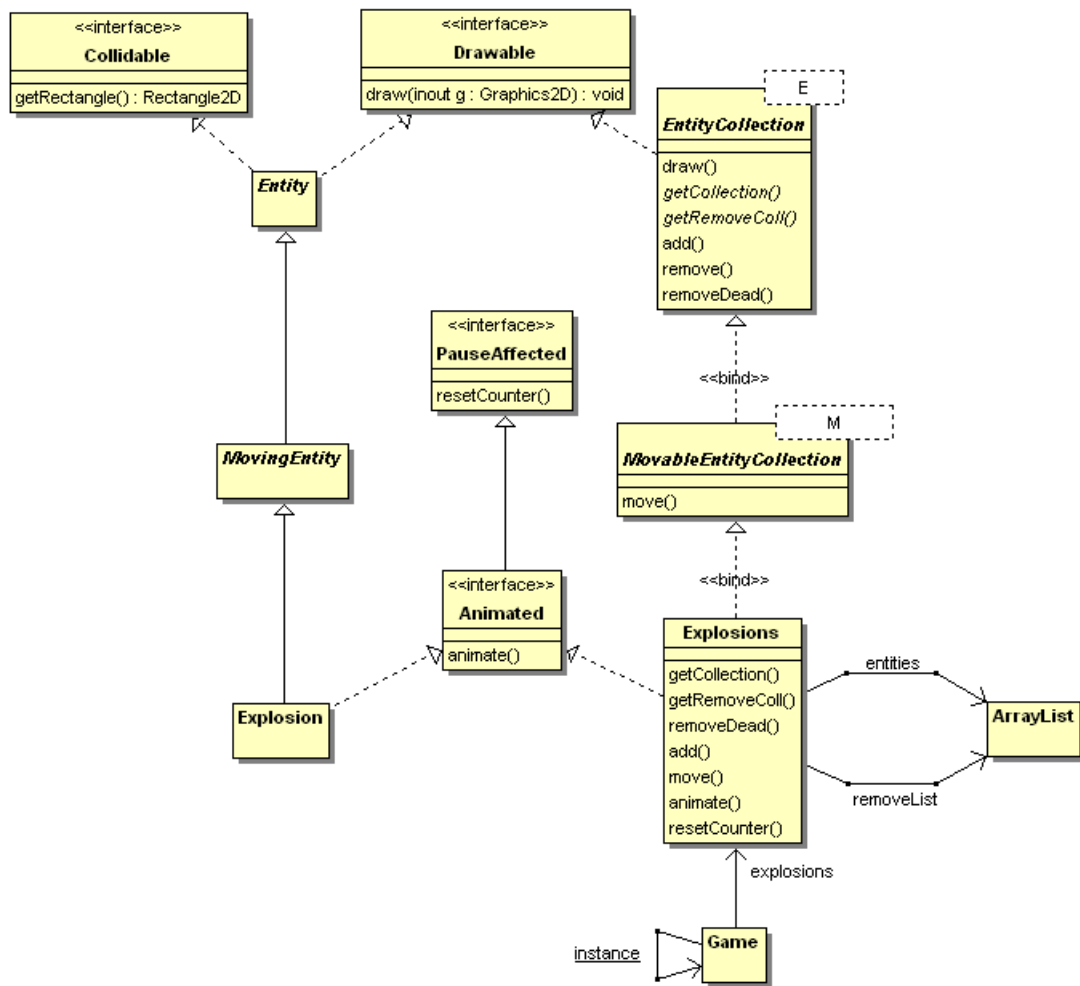 <<interface>>
Collidable
getRectangle() : Rectangle2D
<<interface>>
Drawable
draw(inout g : Graphics2D) : void
E
EntityCollection
draw()
getCollection()
getRemoveColl()
add()
remove()
removeDead()
Entity
<<interface>>
PauseAffected
resetCounter()
<<bind>>
M
MovableEntityCollection
move()
MovingEntity
<<bind>>
<<interface>>
Animated
animate()
Explosions
getCollection()
getRemoveColl()
removeDead()
add()
move()
animate()
resetCounter()
entities
ArrayList
removeList
Explosion
explosions
Game
instance